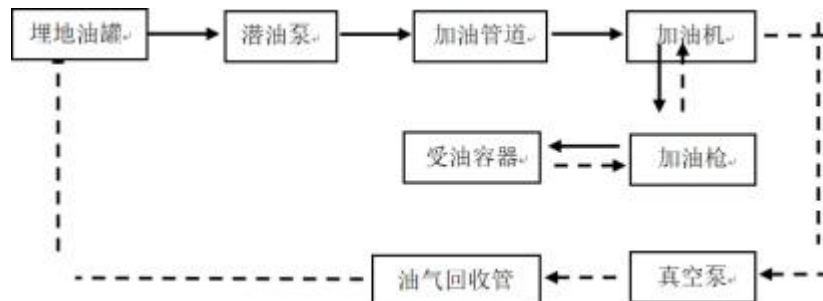 埋地油罐
潜油泵
加油管道
加油机
受油容器
加油枪
油气回收管
真空泵